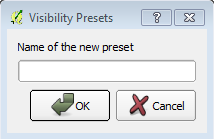 Visibility Presets
Name of the new preset
OK
Cancel